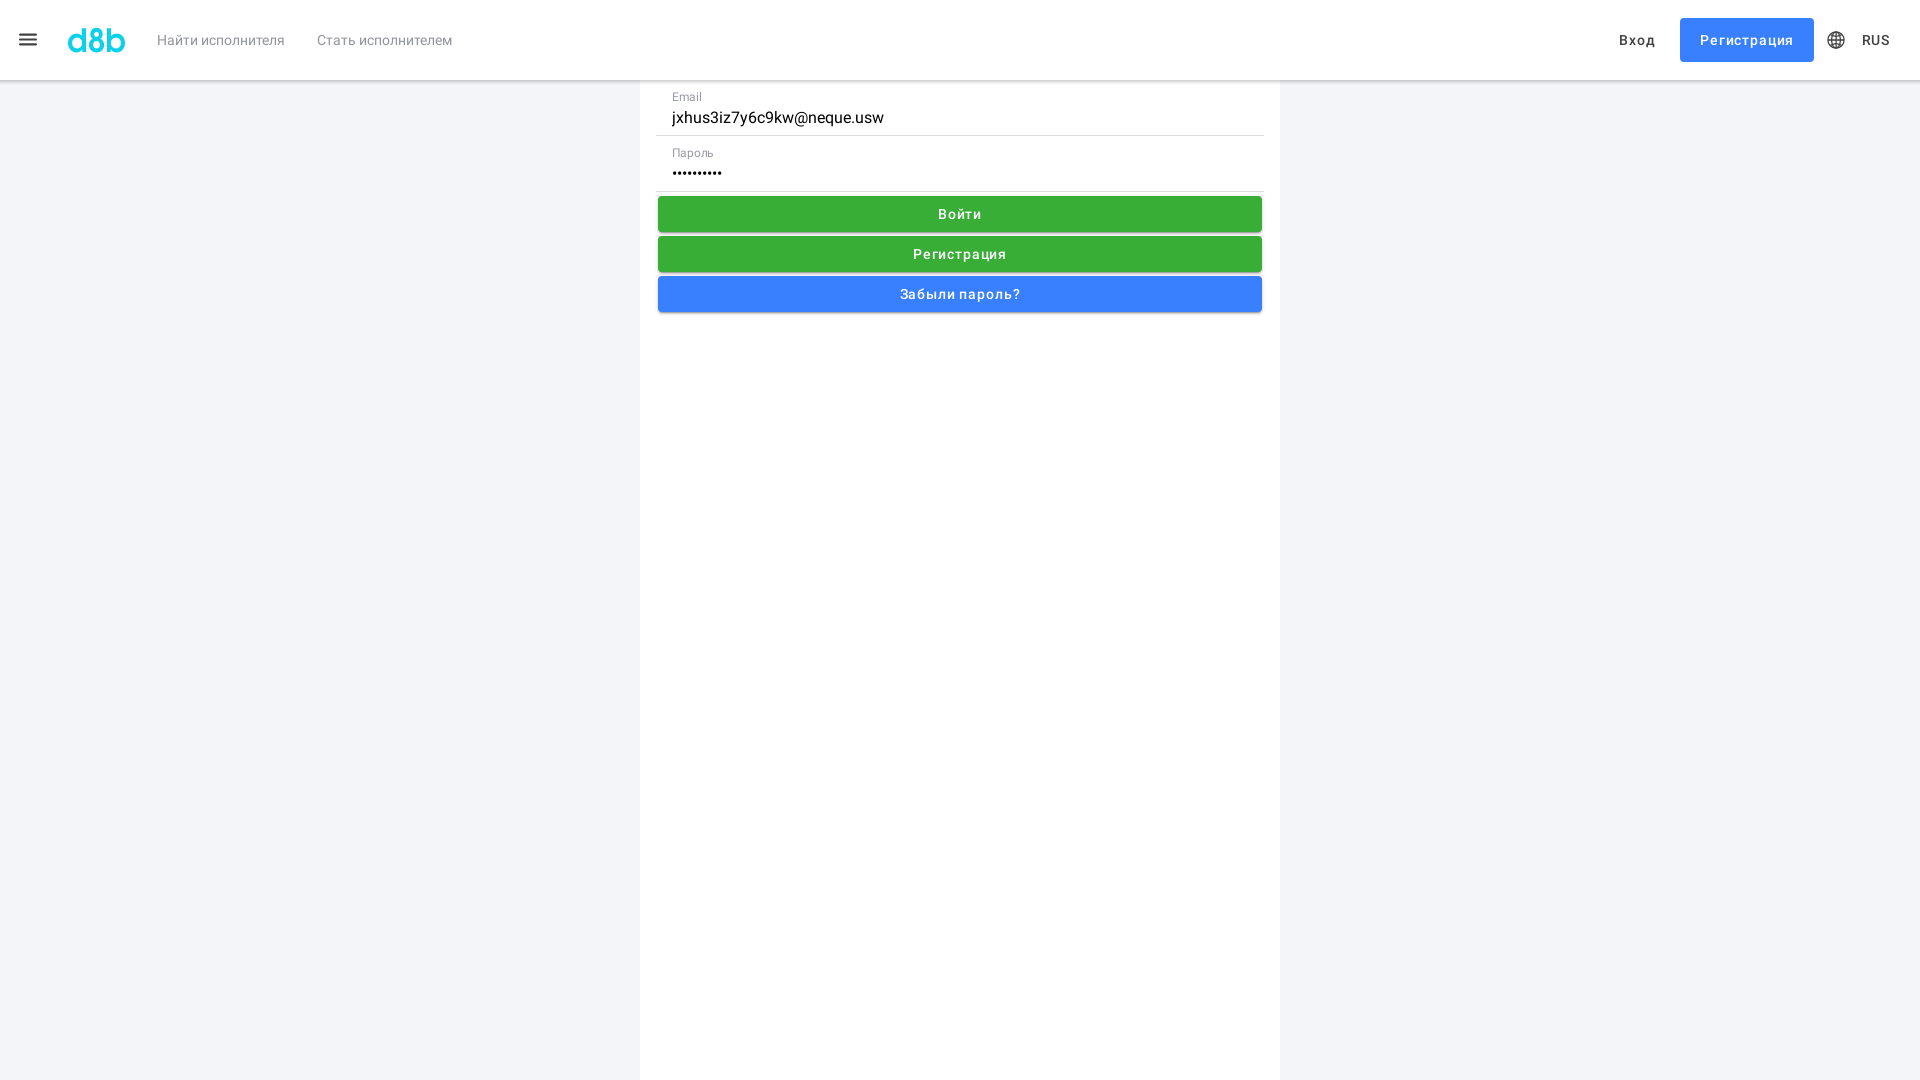 d8b
Найти исполнителя
Стать исполнителем
Вход
Регистрация
RUS
Email
jxhus3iz7y6c9kw@neque.usw
Пароль
••••••••••
Войти
Регистрация
Забыли пароль?